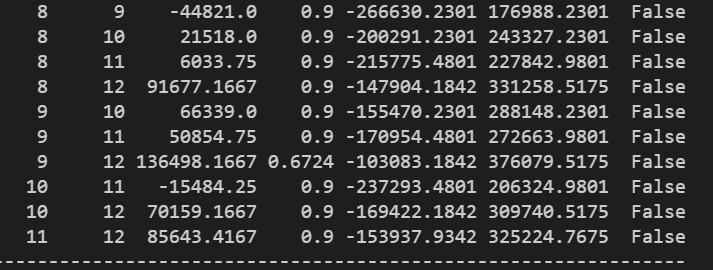 8 9 -44821.0 0.9 -266630.2301 176988.2301 False
8 10 21518.0 0.9 -200291.2301 243327.2301 False
8 11 6033.75 0.9 -215775.4801 227842.9801 False
8 12 91677.1667 0.9 -147904.1842 331258.5175 False
9 10 66339.0 0.9 -155470.2301 288148.2301 False
9 11 50854.75 0.9 -170954.4801 272663.9801 False
9 12 136498.1667 0.6724 -103083.1842 376079.5175 False
10 11 -15484.25 0.9 -237293.4801 206324.9801 False
10 12 70159.1667 0.9 -169422.1842 309740.5175 False
11 12 85643.4167 0.9 -153937.9342 325224.7675 False
---------------------------------------------------------------